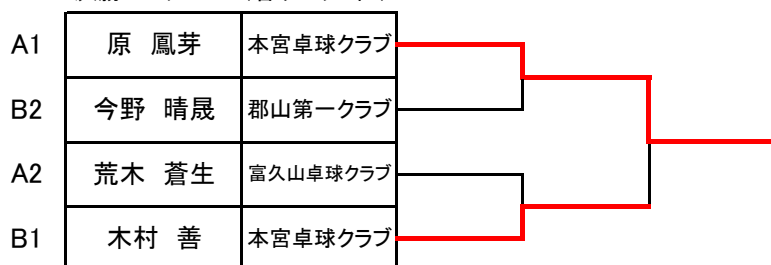 A1 原 鳳芽 本宮卓球クラブ
B2 今野 晴晟 郡山第一クラブ
A2 荒木 蒼生 富久山卓球クラブ
B1 木村 善 本宮卓球クラブ